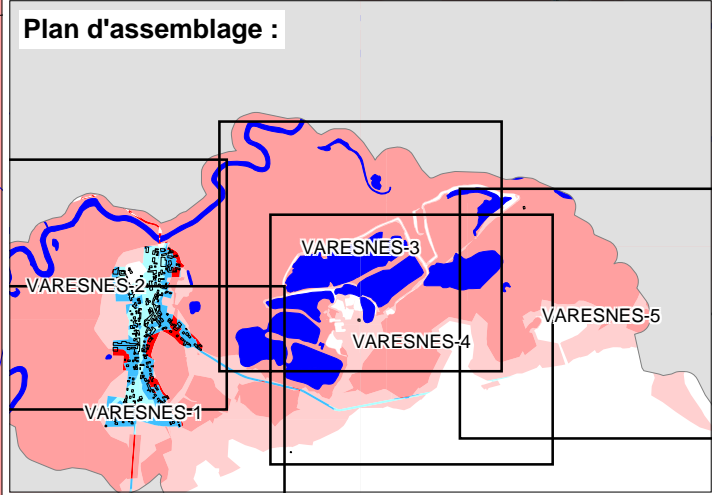 Plan d'assemblage :
VARESNES-3
VARESNES-2
VARESNES-5
VARESNES-4
VARESNES-1